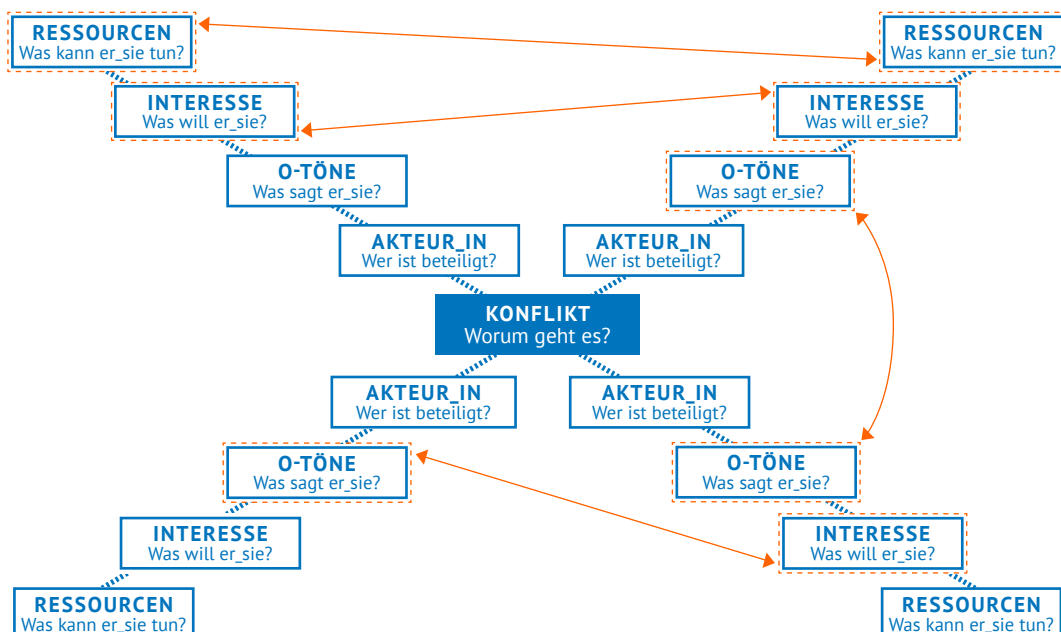 RESSOURCEN
Was kann er_sie tun?
RESSOURCEN
Was kann er_sie tun?
INTERESSE
Was will er_sie?
INTERESSE
Was will er_sie?
O-TÖNE
Was sagt er_sie?
O-TÖNE
Was sagt er_sie?
AKTEUR_IN
Wer ist beteiligt?
AKTEUR_IN
Wer ist beteiligt?
KONFLIKT
Worum geht es?
AKTEUR_IN
Wer ist beteiligt?
AKTEUR_IN
Wer ist beteiligt?
O-TÖNE
Was sagt er_sie?
O-TÖNE
Was sagt er_sie?
INTERESSE
Was will er_sie?
INTERESSE
Was will er_sie?
RESSOURCEN
Was kann er_sie tun?
RESSOURCEN
Was kann er_sie tun?